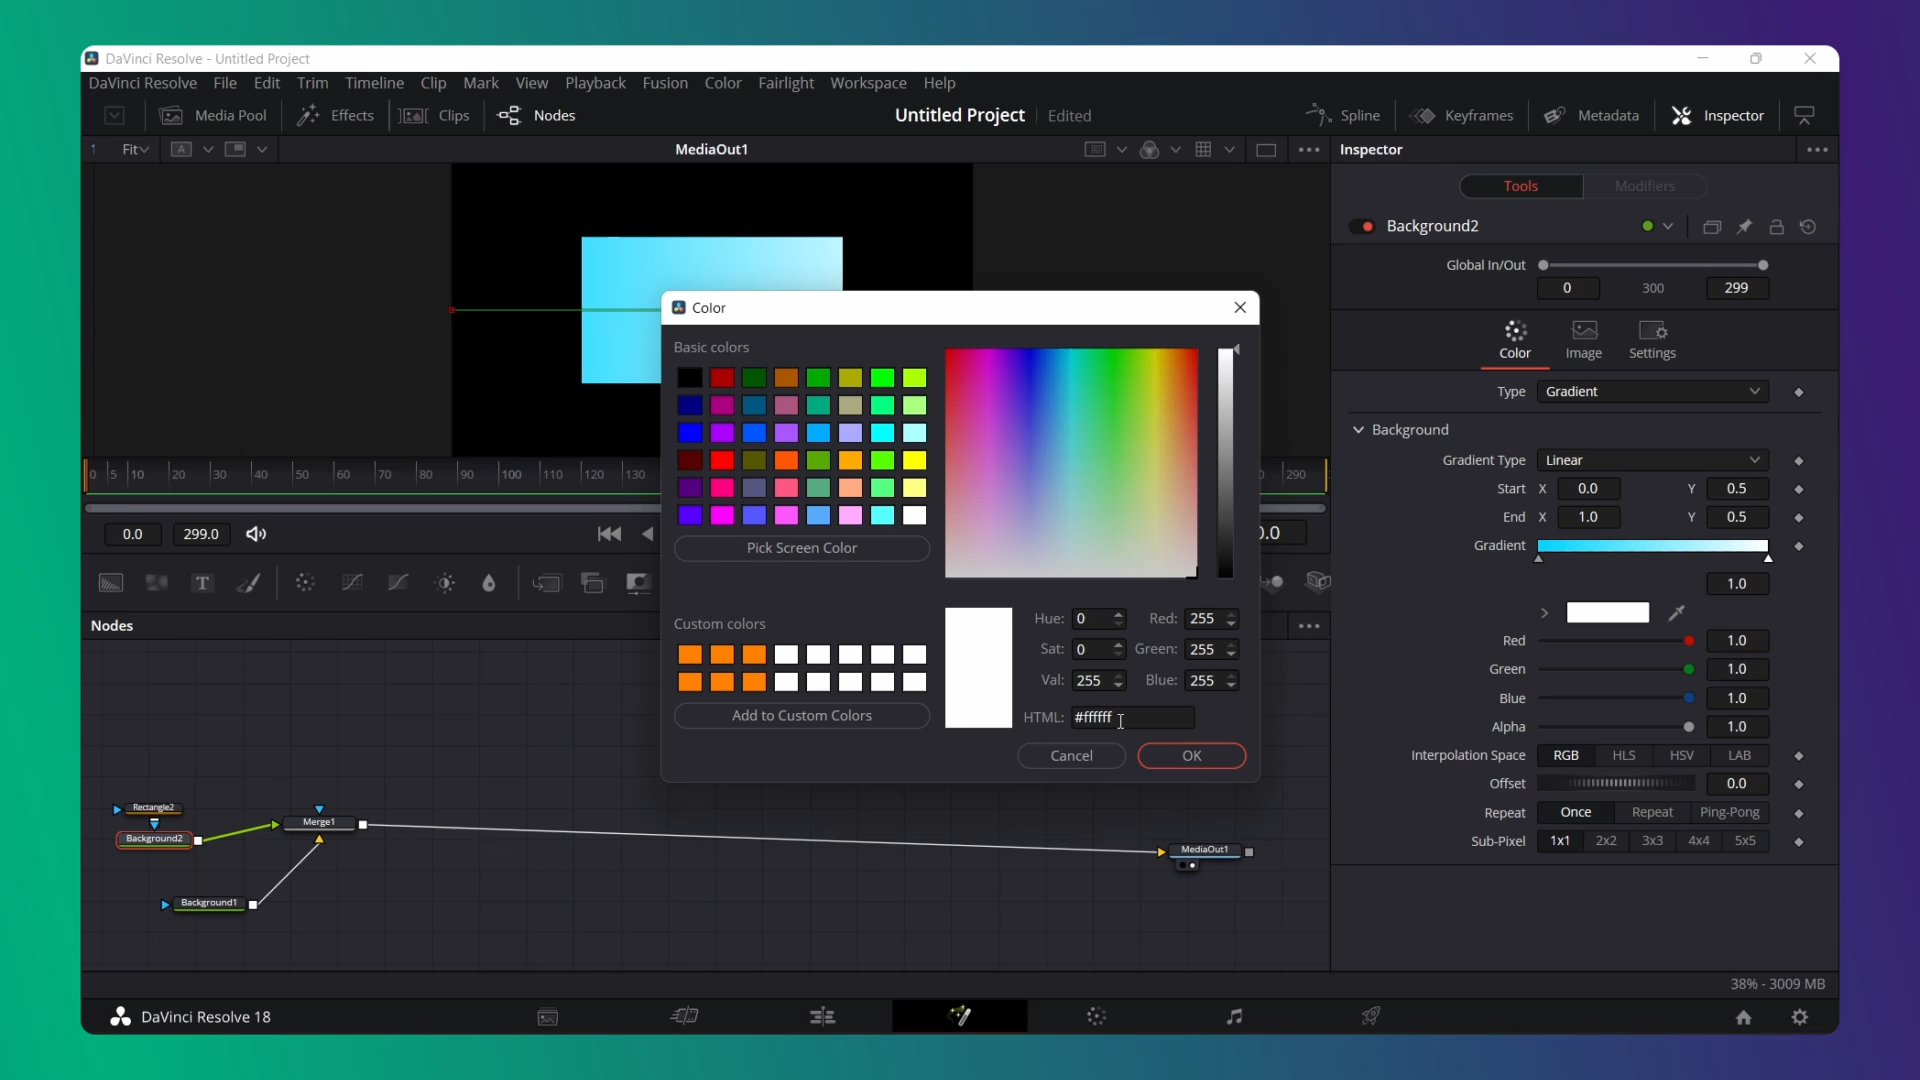 DaVinci Resolve - Untitled Project
DaVinci Resolve File Edit Trim Timeline Clip Mark View Playback Fusion Color Fairlight Workspace Help
Media Pool Effects Clips Nodes Untitled Project Edited Spline Keyframes Metadata Inspector
Fit A MediaOut1 Inspector
Tools Modifiers
Background2
Global In/Out
0 300 299
Color Image Settings
Type Gradient
Background
Gradient Type Linear
Start X 0.0 Y 0.5
End X 1.0 Y 0.5
Gradient
1.0
Red 1.0
Green 1.0
Blue 1.0
Alpha 1.0
Interpolation Space RGB HLS HSV LAB
Offset 0.0
Repeat Once Repeat Ping-Pong
Sub-Pixel 1x1 2x2 3x3 4x4 5x5
0 5 10 20 30 40 50 60 70 80 90 100 110 120 130 290
0.0 299.0
T
Color
Basic colors
Pick Screen Color
Custom colors
Add to Custom Colors
Hue: 0 Red: 255
Sat: 0 Green: 255
Val: 255 Blue: 255
HTML: #ffffff
Cancel OK
Nodes
Rectangle2
Background2
Merge1
Background1
MediaOut1
38% - 3009 MB
DaVinci Resolve 18